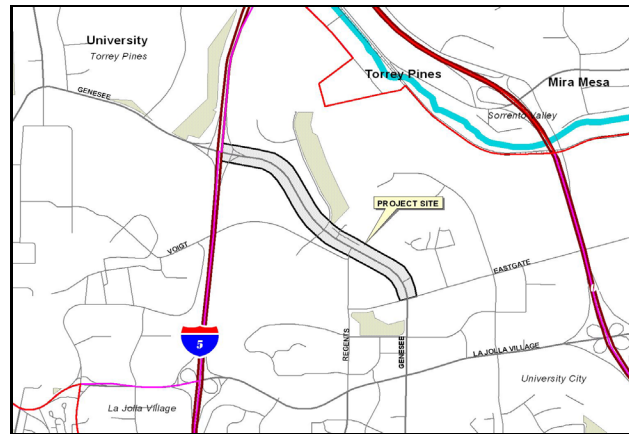 University
Torrey Pines
GENESEE
Torrey Pines
Mira Mesa
Sorrento Valley
PROJECT SITE
VOIGT
EASTGATE
5
REGENTS
GENESEE
LA JOLLA VILLAGE
University City
La Jolla Village